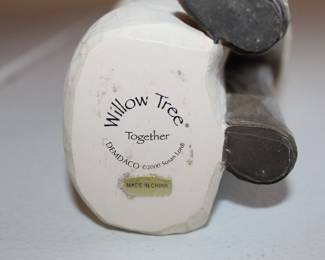 Willow Tree®
Together
DEMDACO ©2000 Susan Lordi
MADE IN CHINA